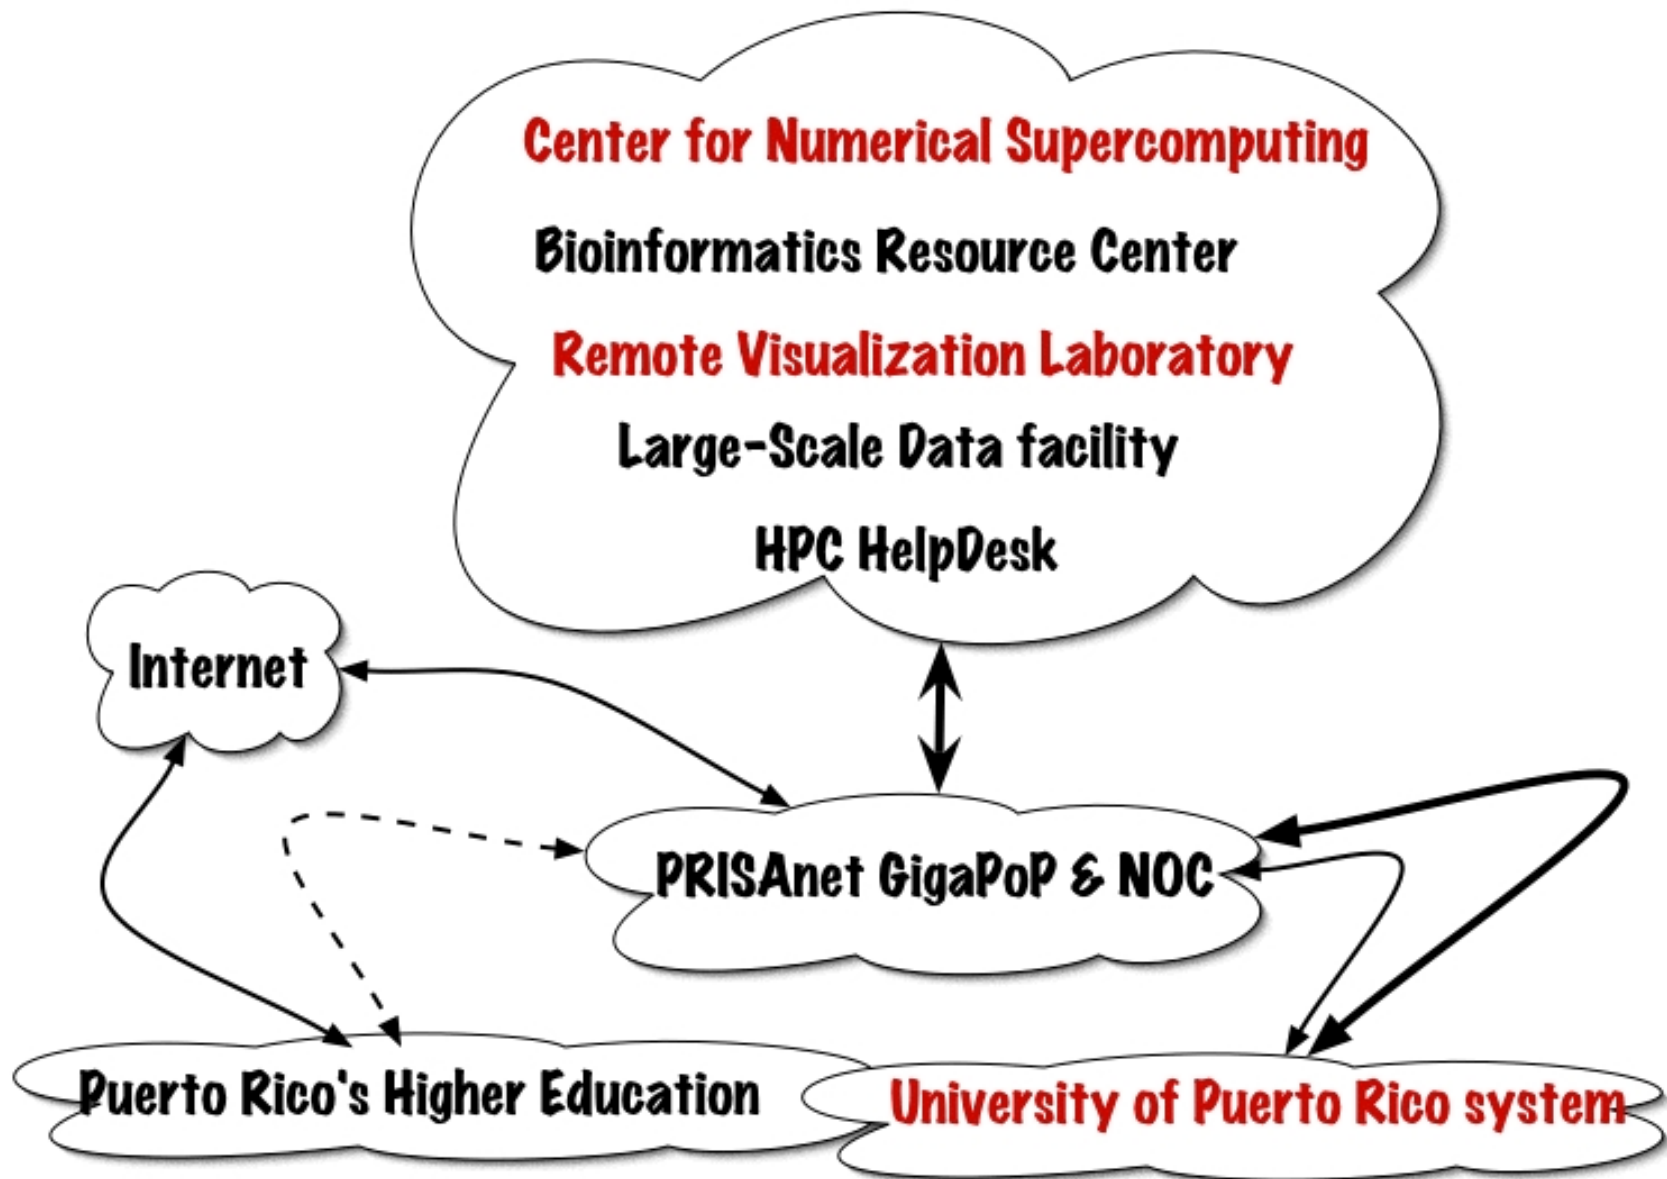 Center for Numerical Supercomputing
Bioinformatics Resource Center
Remote Visualization Laboratory
Large-Scale Data facility
HPC HelpDesk
Internet
PRISAnet GigaPoP & NOC
Puerto Rico's Higher Education
University of Puerto Rico system